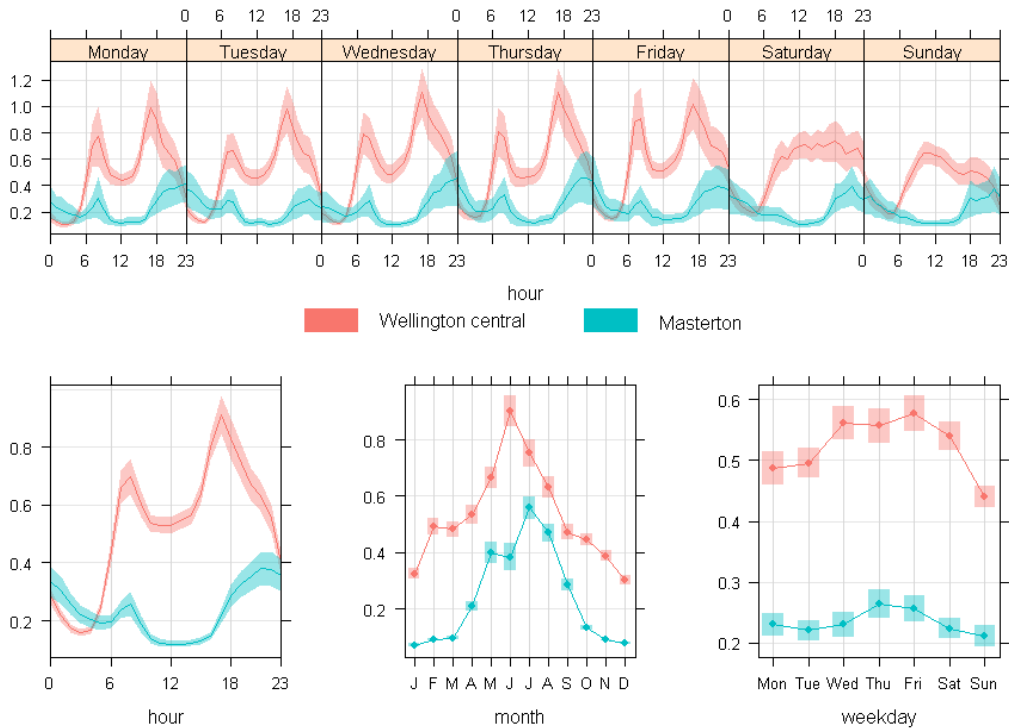 0 6 12 18 23 0 6 12 18 23 0 6 12 18 23
Monday Tuesday Wednesday Thursday Friday Saturday Sunday
1.2
1.0
0.8
0.6
0.4
0.2
0 6 12 18 23 0 6 12 18 23 0 6 12 18 23 0 6 12 18 23
hour
Wellington central Masterton
0.8
0.6
0.4
0.2
0 6 12 18 23
hour
0.8
0.6
0.4
0.2
J F M A M J J A S O N D
month
0.6
0.5
0.4
0.3
0.2
Mon Tue Wed Thu Fri Sat Sun
weekday